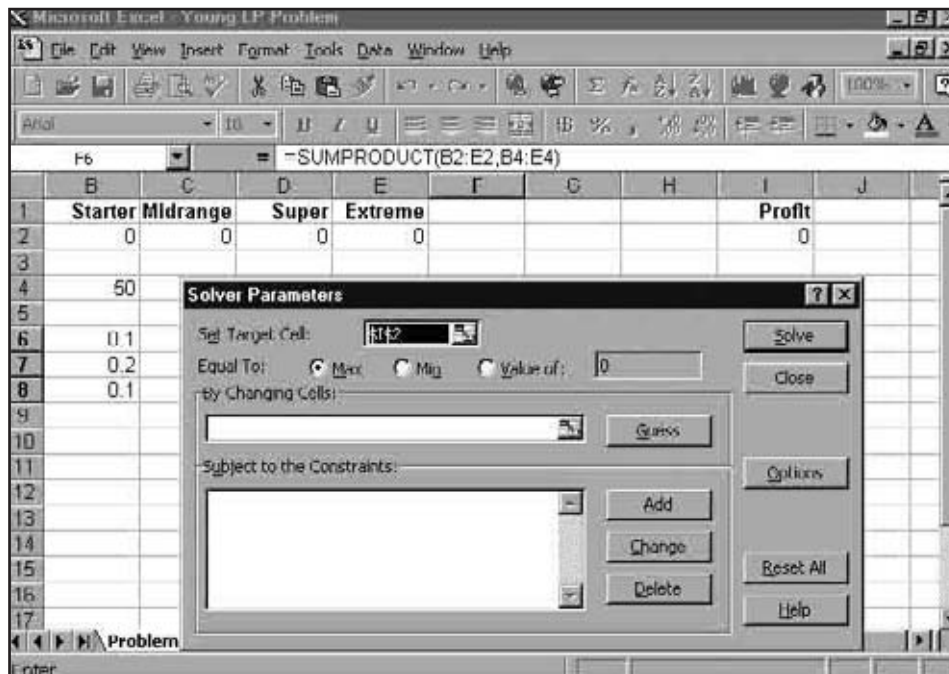 Microsoft Excel - Young LP Problem
File Edit View Insert Format Tools Data Window Help
100%
Arial 10 B I U
F6 = =SUMPRODUCT(B2:E2,B4:E4)
B C D E F G H I J
1 Starter Midrange Super Extreme Profit
2 0 0 0 0 0
3
4 50
5
6 0.1
7 0.2
8 0.1
9
10
11
12
13
14
15
16
17
Solver Parameters
Set Target Cell: $I$2
Equal To: Max Min Value of: 0
By Changing Cells:
Guess
Subject to the Constraints:
Add
Change
Delete
Solve
Close
Options
Reset All
Help
Problem
Enter